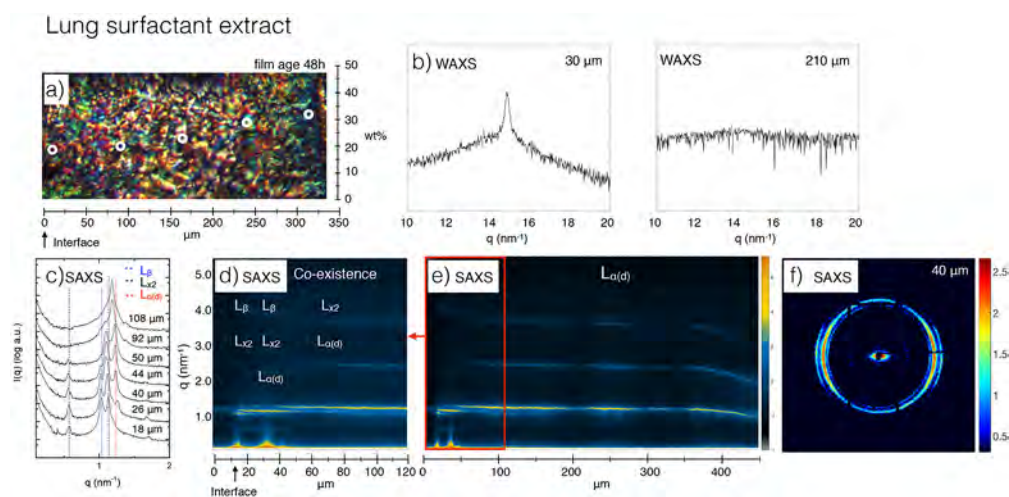 Lung surfactant extract
film age 48h
a)
50
40
30
20
10
0
wt%
0 50 100 150 200 250 300 350
µm
Interface
b) WAXS
30 µm
10 12 14 16 18 20
q (nm⁻¹)
WAXS
210 µm
10 12 14 16 18 20
q (nm⁻¹)
c) SAXS
Lβ
Lx2
Lα(d)
108 µm
92 µm
50 µm
44 µm
40 µm
26 µm
18 µm
I(q) (log a.u.)
1 2
q (nm⁻¹)
d) SAXS
Co-existence
5.0
4.0
3.0
2.0
1.0
q (nm⁻¹)
Lβ Lβ Lx2
Lx2 Lx2 Lα(d)
Lα(d)
0 20 40 60 80 100 120
µm
Interface
e) SAXS
Lα(d)
0 100 200 300 400
µm
f) SAXS
40 µm
2.5
2
1.5
1
0.5